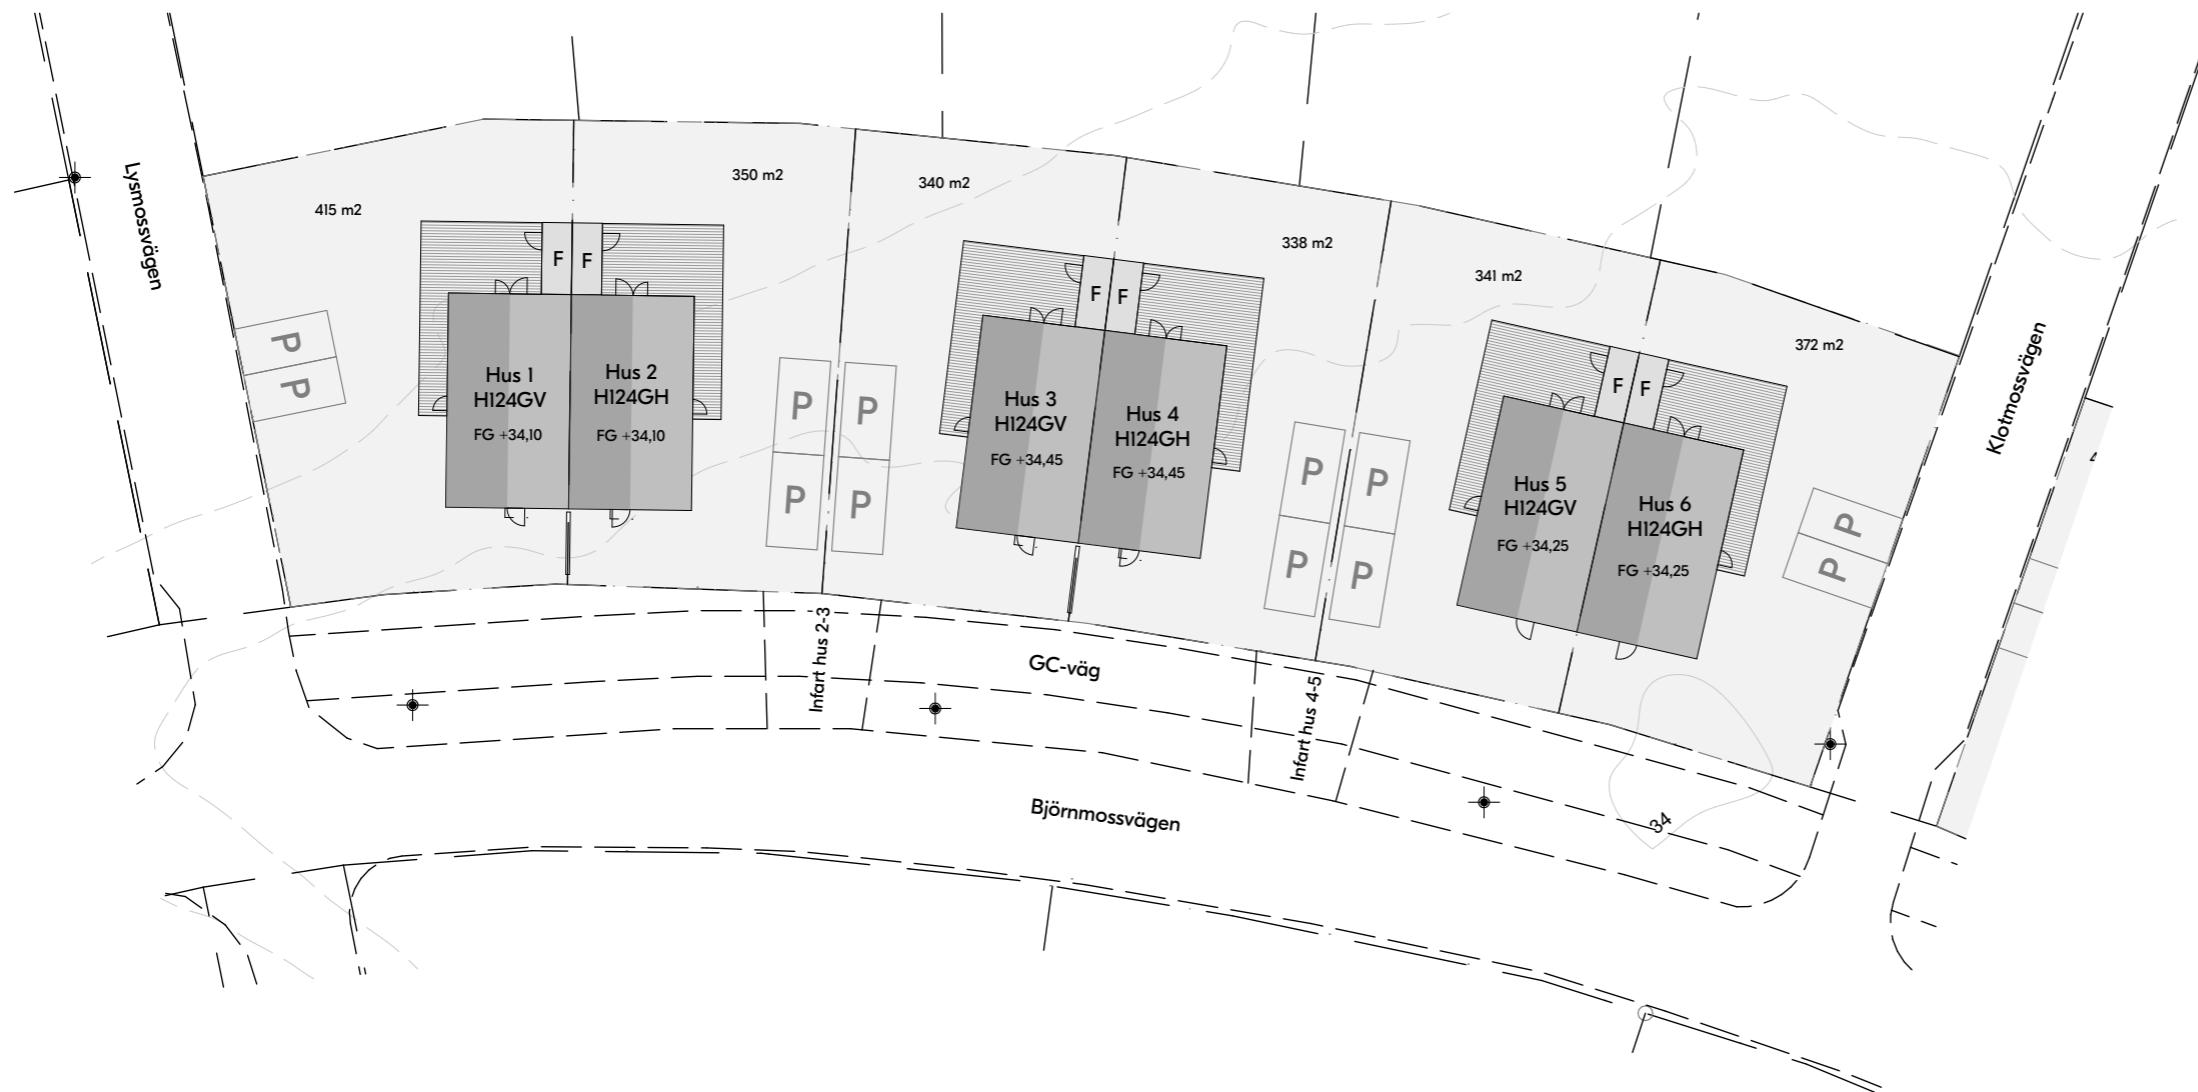 Lysmossvägen
415 m2
350 m2
340 m2
338 m2
341 m2
372 m2
Klotmossvägen
F
F
F
F
F
F
P
P
Hus 1
H124GV
FG +34,10
Hus 2
H124GH
FG +34,10
P
P
P
P
Hus 3
H124GV
FG +34,45
Hus 4
H124GH
FG +34,45
P
P
P
P
Hus 5
H124GV
FG +34,25
Hus 6
H124GH
FG +34,25
P
P
Infart hus 2-3
GC-väg
Infart hus 4-5
Björnmossvägen
34